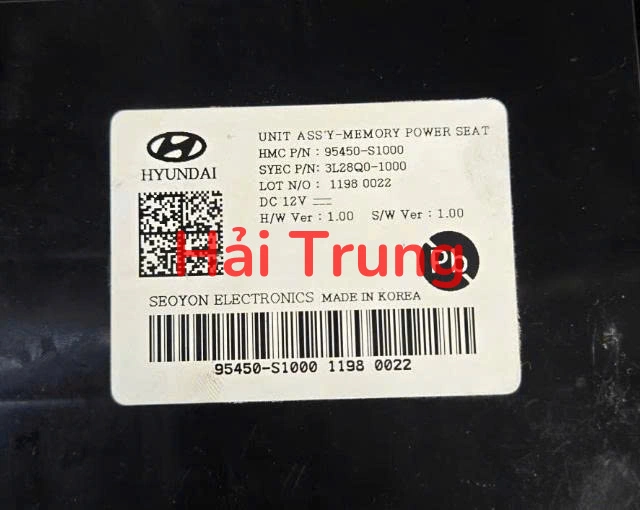 HYUNDAI
UNIT ASS'Y-MEMORY POWER SEAT
HMC P/N : 95450-S1000
SYEC P/N: 3L28Q0-1000
LOT N/O : 1198 0022
DC 12V
H/W Ver : 1.00 S/W Ver : 1.00
Hải Trung
Pb
SEOYON ELECTRONICS MADE IN KOREA
95450-S1000 1198 0022